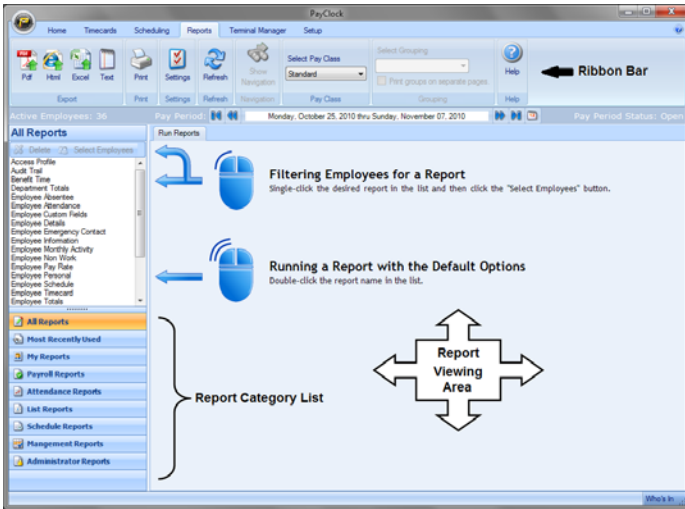 PayClock
Home Timecards Scheduling Reports Terminal Manager Setup
Pdf Html Excel Text Print Settings Refresh Show Navigation Select Pay Class Select Grouping Help
Standard
Print groups on separate pages
Export Print Settings Refresh Navigation Pay Class Grouping Help
Ribbon Bar
Active Employees: 36 Pay Period: Monday, October 25, 2010 thru Sunday, November 07, 2010 Pay Period Status: Open
All Reports
Run Reports
Delete Select Employees
Access Profile
Audit Trail
Benefit Time
Department Totals
Employee Absentee
Employee Attendance
Employee Custom Fields
Employee Details
Employee Emergency Contact
Employee Information
Employee Monthly Activity
Employee Non Work
Employee Pay Rate
Employee Personal
Employee Schedule
Employee Timecard
Employee Totals
Filtering Employees for a Report
Single-click the desired report in the list and then click the "Select Employees" button.
Running a Report with the Default Options
Double-click the report name in the list.
All Reports
Most Recently Used
My Reports
Payroll Reports
Attendance Reports
List Reports
Schedule Reports
Mangement Reports
Administrator Reports
Report Category List
Report
Viewing
Area
Who's In